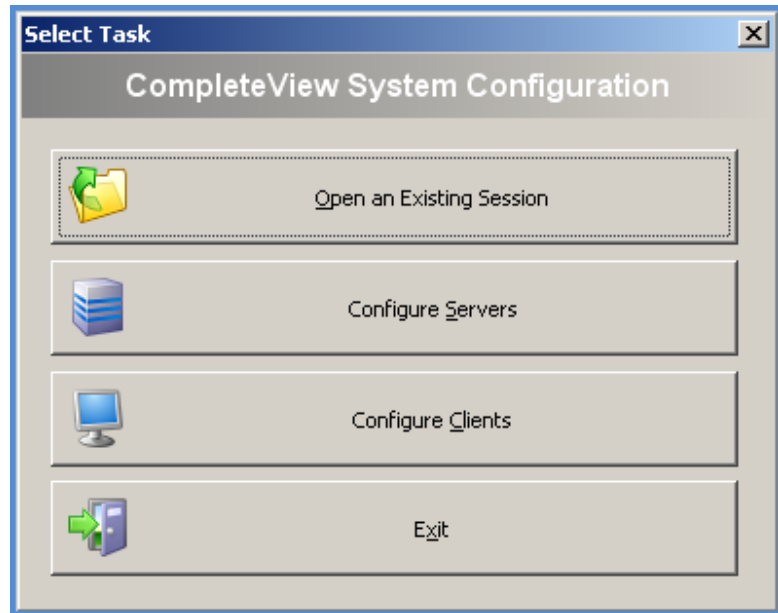 Select Task
CompleteView System Configuration
Open an Existing Session
Configure Servers
Configure Clients
Exit